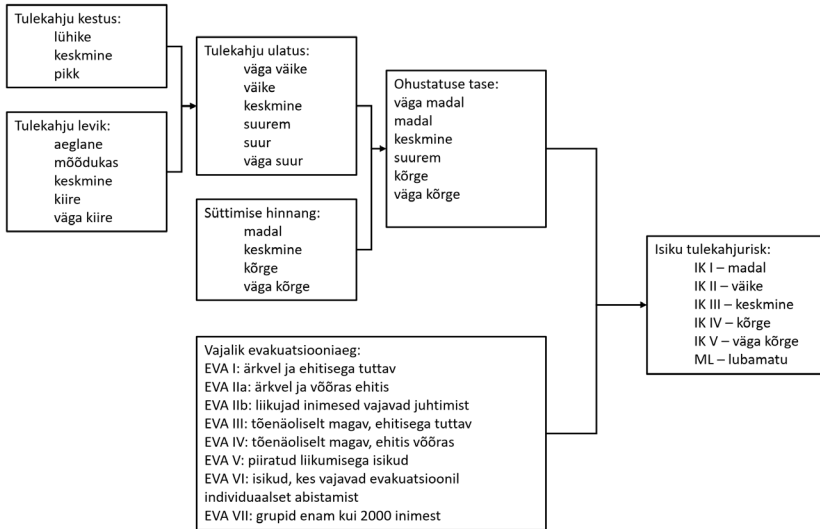 Tulekahju kestus:
lühike
keskmine
pikk
Tulekahju levik:
aeglane
mõõdukas
keskmine
kiire
väga kiire
Tulekahju ulatus:
väga väike
väike
keskmine
suurem
suur
väga suur
Süttimise hinnang:
madal
keskmine
kõrge
väga kõrge
Ohustatuse tase:
väga madal
madal
keskmine
suurem
kõrge
väga kõrge
Vajalik evakuatsiooniaeg:
EVA I: ärkvel ja ehitisega tuttav
EVA IIa: ärkvel ja võõras ehitis
EVA IIb: liikujad inimesed vajavad juhtimist
EVA III: tõenäoliselt magav, ehitisega tuttav
EVA IV: tõenäoliselt magav, ehitis võõras
EVA V: piiratud liikumisega isikud
EVA VI: isikud, kes vajavad evakuatsioonil
individuaalset abistamist
EVA VII: grupid enam kui 2000 inimest
Isiku tulekahjurisk:
IK I – madal
IK II – väike
IK III – keskmine
IK IV – kõrge
IK V – väga kõrge
ML – lubamatu